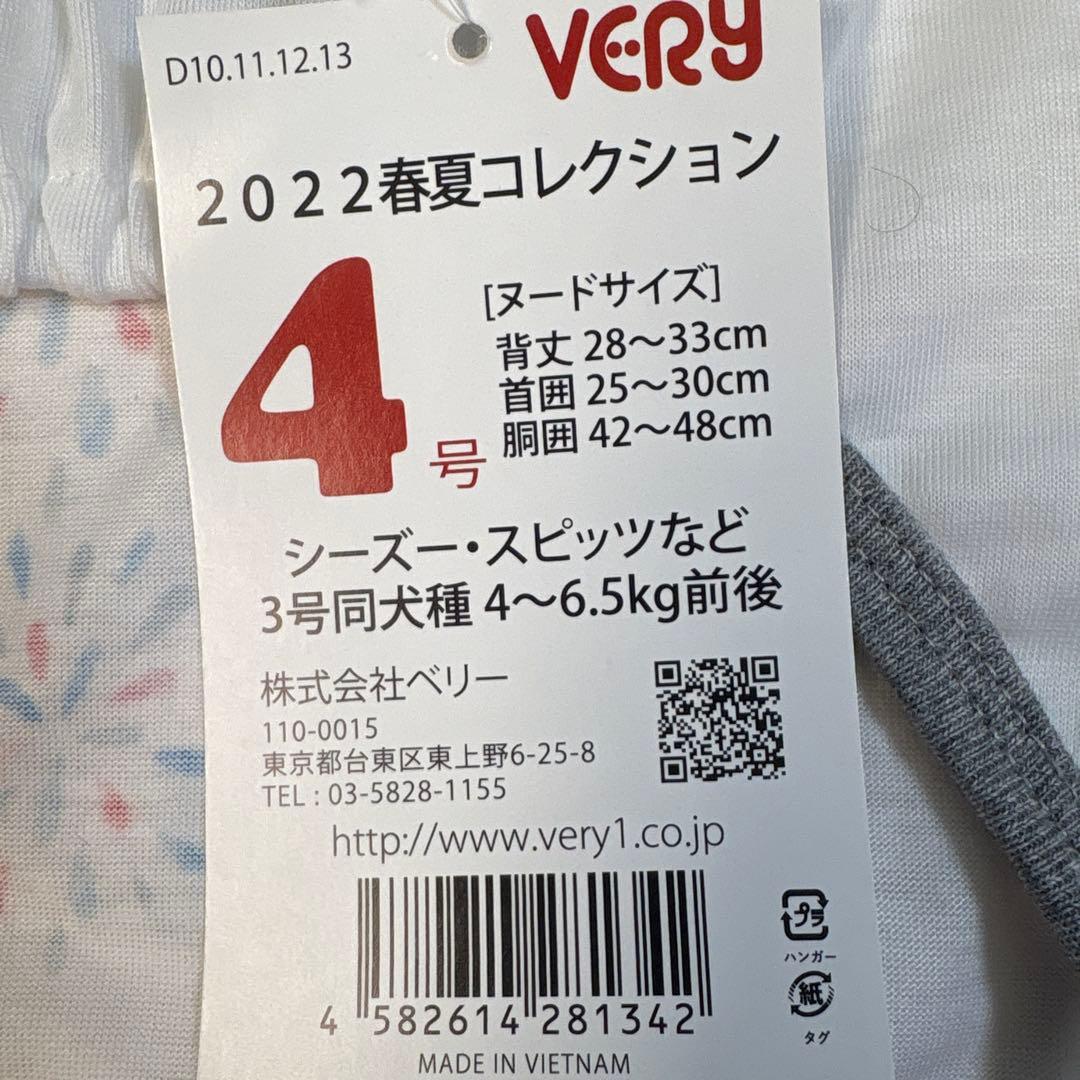 D10.11.12.13
VERY
2022春夏コレクション
4号
[ヌードサイズ]
背丈 28〜33cm
首囲 25〜30cm
胴囲 42〜48cm
シーズー・スピッツなど
3号同犬種 4〜6.5kg前後
株式会社ベリー
110-0015
東京都台東区東上野6-25-8
TEL : 03-5828-1155
http://www.very1.co.jp
プラ
ハンガー
紙
タグ
4 582614 281342
MADE IN VIETNAM